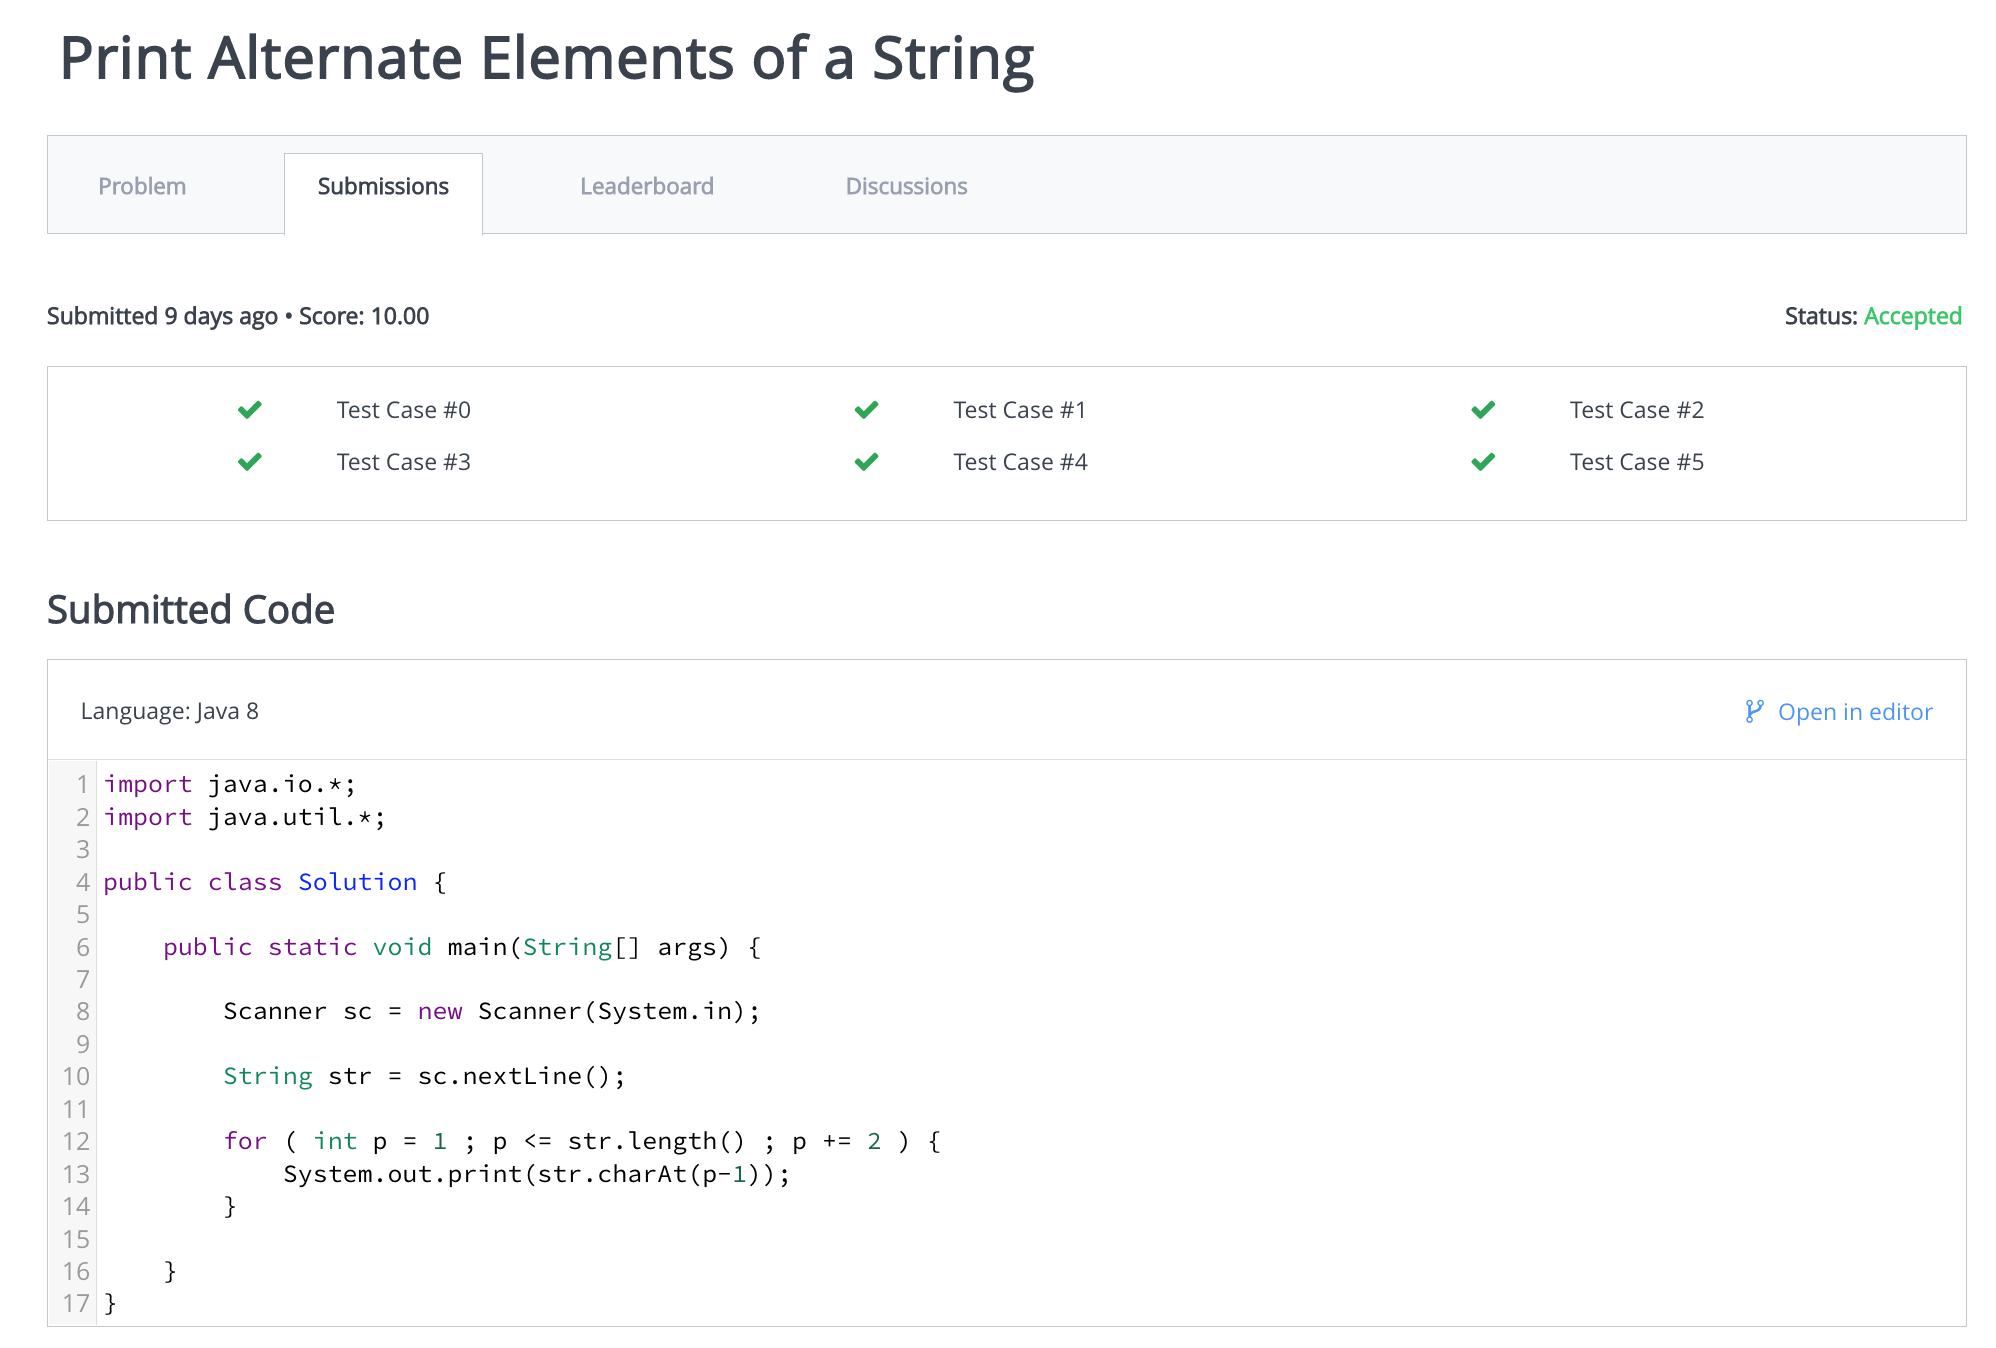 Print Alternate Elements of a String
Problem Submissions Leaderboard Discussions
Submitted 9 days ago • Score: 10.00 Status: Accepted
Test Case #0 Test Case #1 Test Case #2
Test Case #3 Test Case #4 Test Case #5
Submitted Code
Language: Java 8 Open in editor
1 import java.io.*;
2 import java.util.*;
3
4 public class Solution {
5
6     public static void main(String[] args) {
7
8         Scanner sc = new Scanner(System.in);
9
10         String str = sc.nextLine();
11
12         for ( int p = 1 ; p <= str.length() ; p += 2 ) {
13             System.out.print(str.charAt(p-1));
14         }
15
16     }
17 }